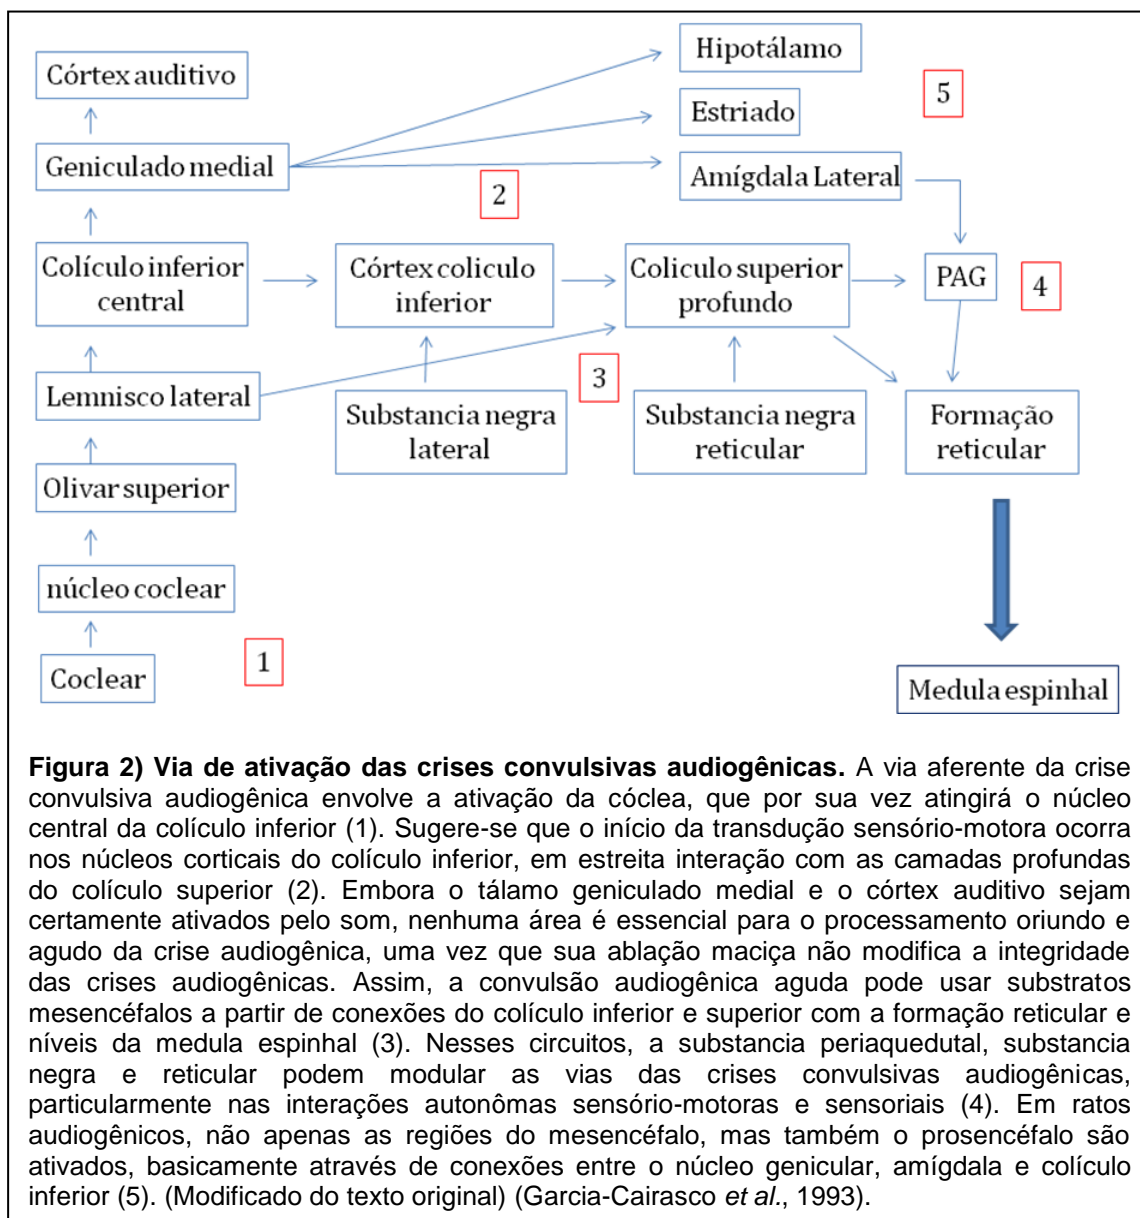 Córtex auditivo
Hipotálamo
5
Estriado
Geniculado medial
Amígdala Lateral
2
Colículo inferior
central
Córtex coliculo
inferior
Coliculo superior
profundo
PAG
4
3
Lemnisco lateral
Substancia negra
lateral
Substancia negra
reticular
Formação
reticular
Olivar superior
núcleo coclear
1
Coclear
Medula espinhal
Figura 2) Via de ativação das crises convulsivas audiogênicas. A via aferente da crise
convulsiva audiogênica envolve a ativação da cóclea, que por sua vez atingirá o núcleo
central da colículo inferior (1). Sugere-se que o início da transdução sensório-motora ocorra
nos núcleos corticais do colículo inferior, em estreita interação com as camadas profundas
do colículo superior (2). Embora o tálamo geniculado medial e o córtex auditivo sejam
certamente ativados pelo som, nenhuma área é essencial para o processamento oriundo e
agudo da crise audiogênica, uma vez que sua ablação maciça não modifica a integridade
das crises audiogênicas. Assim, a convulsão audiogênica aguda pode usar substratos
mesencéfalos a partir de conexões do colículo inferior e superior com a formação reticular e
níveis da medula espinhal (3). Nesses circuitos, a substancia periaquedutal, substancia
negra e reticular podem modular as vias das crises convulsivas audiogênicas,
particularmente nas interações autonômas sensório-motoras e sensoriais (4). Em ratos
audiogênicos, não apenas as regiões do mesencéfalo, mas também o prosencéfalo são
ativados, basicamente através de conexões entre o núcleo genicular, amígdala e colículo
inferior (5). (Modificado do texto original) (Garcia-Cairasco et al., 1993).